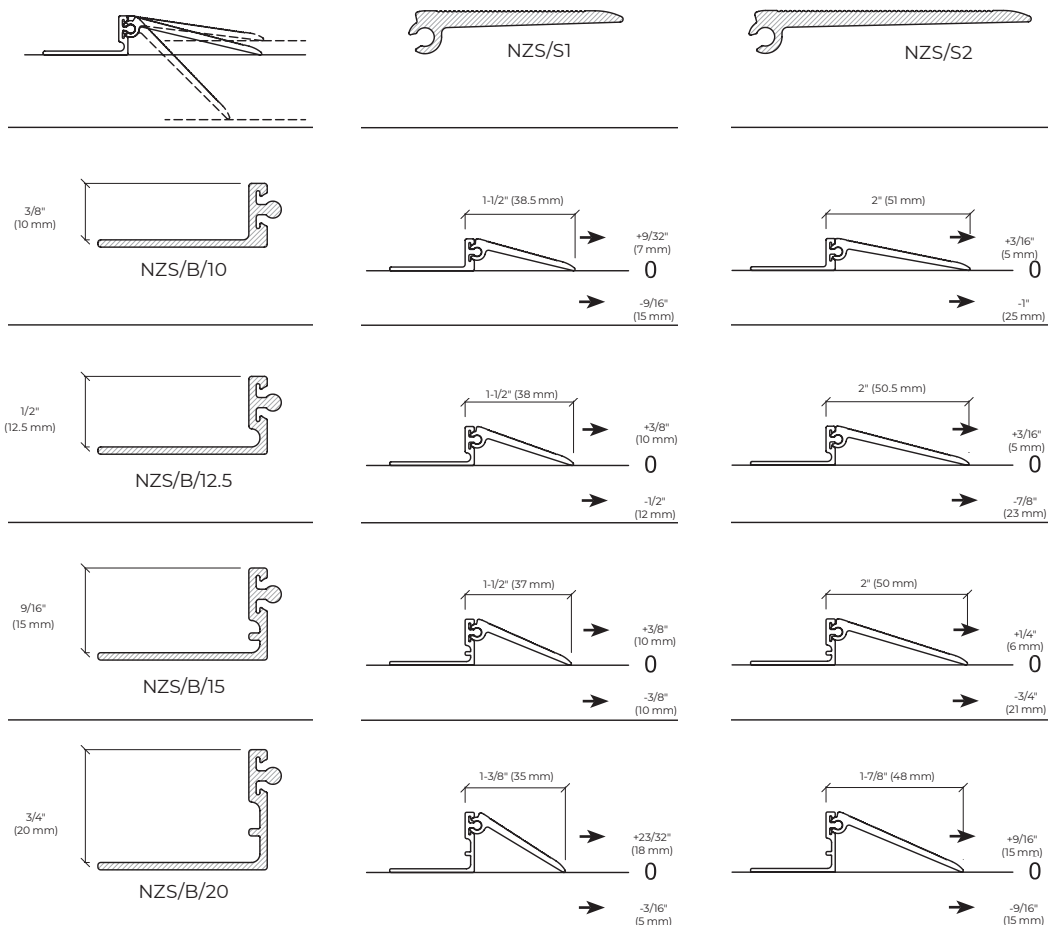 NZS/S1
NZS/S2
3/8"
(10 mm)
NZS/B/10
1-1/2" (38.5 mm)
+9/32"
(7 mm)
0
-9/16"
(15 mm)
2" (51 mm)
+3/16"
(5 mm)
0
-1"
(25 mm)
1/2"
(12.5 mm)
NZS/B/12.5
1-1/2" (38 mm)
+3/8"
(10 mm)
0
-1/2"
(12 mm)
2" (50.5 mm)
+3/16"
(5 mm)
0
-7/8"
(23 mm)
9/16"
(15 mm)
NZS/B/15
1-1/2" (37 mm)
+3/8"
(10 mm)
0
-3/8"
(10 mm)
2" (50 mm)
+1/4"
(6 mm)
0
-3/4"
(21 mm)
3/4"
(20 mm)
NZS/B/20
1-3/8" (35 mm)
+23/32"
(18 mm)
0
-3/16"
(5 mm)
1-7/8" (48 mm)
+9/16"
(15 mm)
0
-9/16"
(15 mm)